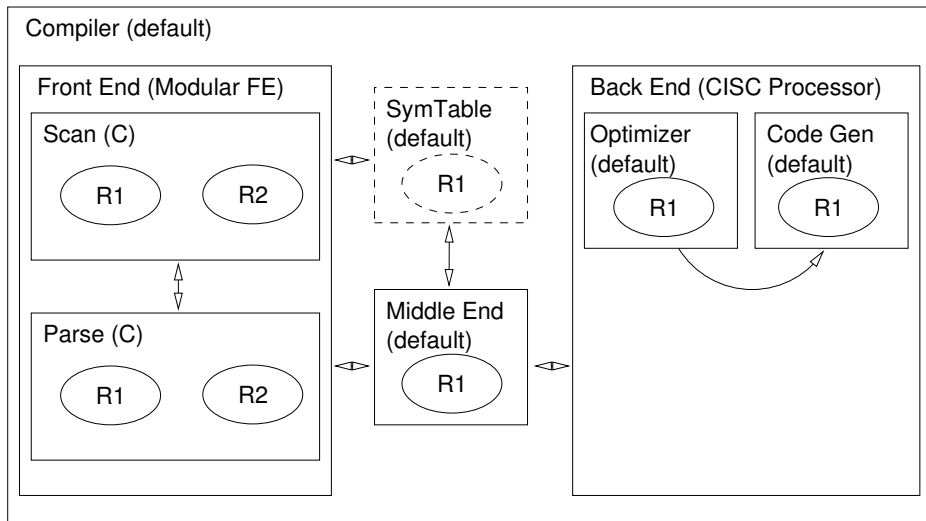 Compiler (default)
Front End (Modular FE)
Scan (C)
R1
R2
Parse (C)
R1
R2
SymTable
(default)
R1
Middle End
(default)
R1
Back End (CISC Processor)
Optimizer
(default)
R1
Code Gen
(default)
R1